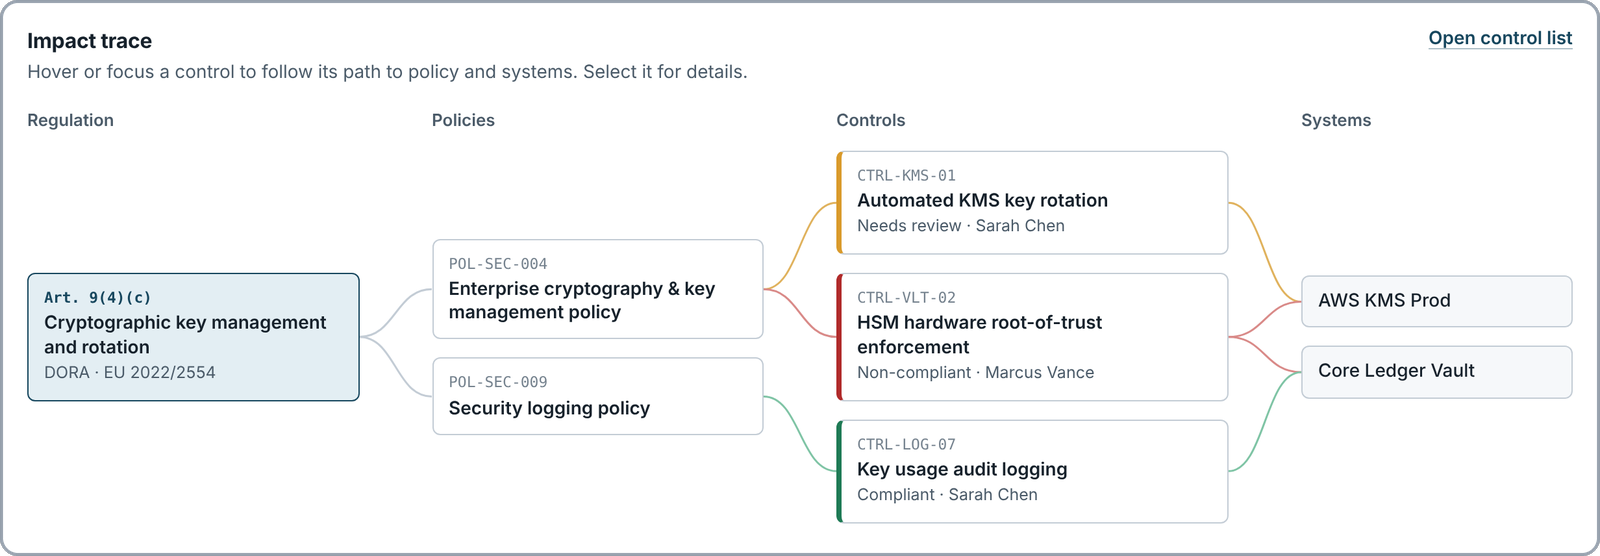 Impact trace
Open control list
Hover or focus a control to follow its path to policy and systems. Select it for details.
Regulation
Policies
Controls
Systems
Art. 9(4)(c)
Cryptographic key management
and rotation
DORA · EU 2022/2554
POL-SEC-004
Enterprise cryptography & key
management policy
POL-SEC-009
Security logging policy
CTRL-KMS-01
Automated KMS key rotation
Needs review · Sarah Chen
CTRL-VLT-02
HSM hardware root-of-trust
enforcement
Non-compliant · Marcus Vance
CTRL-LOG-07
Key usage audit logging
Compliant · Sarah Chen
AWS KMS Prod
Core Ledger Vault